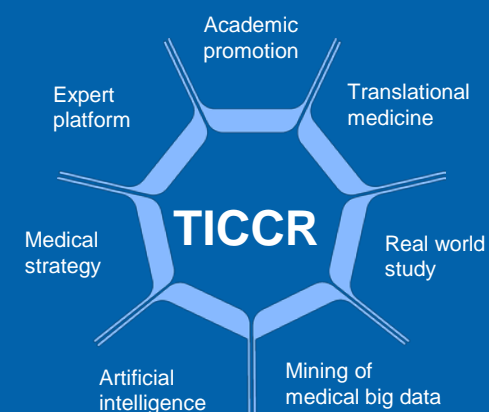 Academic
promotion
Expert
platform
Translational
medicine
TICCR
Medical
strategy
Real world
study
Artificial
intelligence
Mining of
medical big data